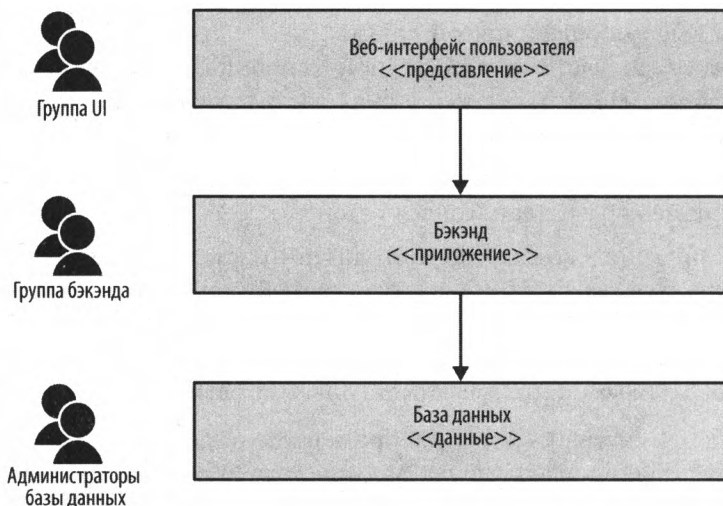 Веб-интерфейс пользователя
<<представление>>
Группа UI
Бэкэнд
<<приложение>>
Группа бэкэнда
База данных
<<данные>>
Администраторы
базы данных